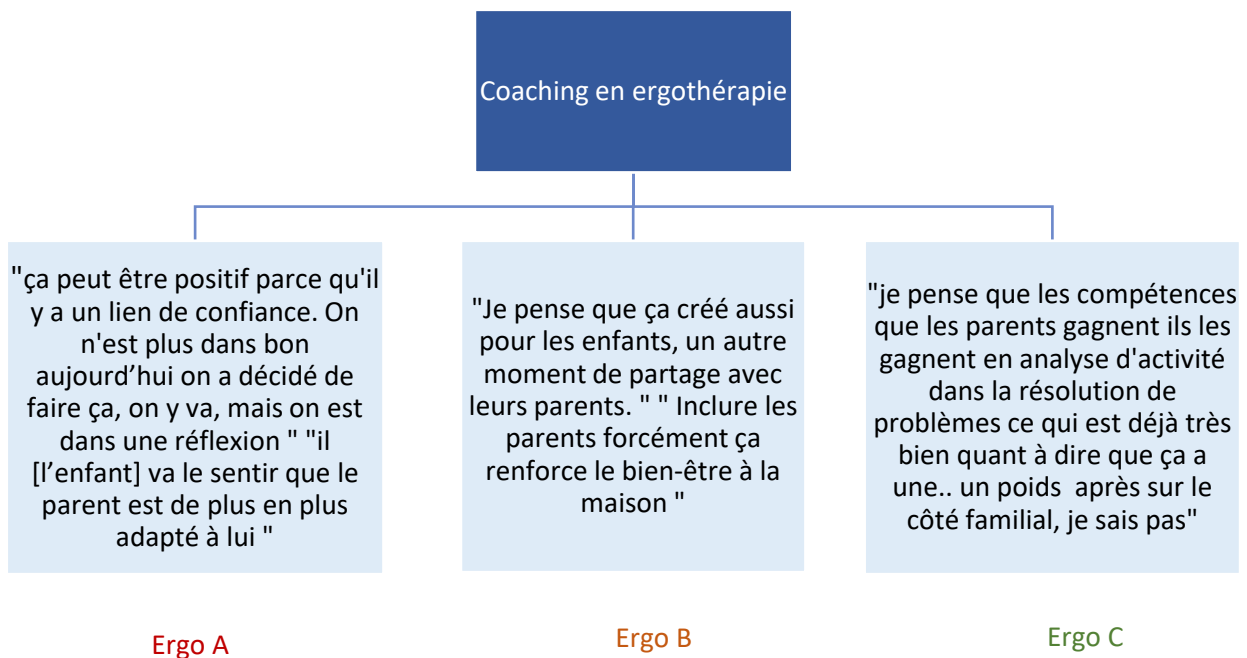 Coaching en ergothérapie
"ça peut être positif parce qu'il
y a un lien de confiance. On
n'est plus dans bon
aujourd’hui on a décidé de
faire ça, on y va, mais on est
dans une réflexion " "il
[l’enfant] va le sentir que le
parent est de plus en plus
adapté à lui "
"Je pense que ça créé aussi
pour les enfants, un autre
moment de partage avec
leurs parents. " " Inclure les
parents forcément ça
renforce le bien-être à la
maison "
"je pense que les compétences
que les parents gagnent ils les
gagnent en analyse d'activité
dans la résolution de
problèmes ce qui est déjà très
bien quant à dire que ça a
une.. un poids  après sur le
côté familial, je sais pas"
Ergo A
Ergo B
Ergo C